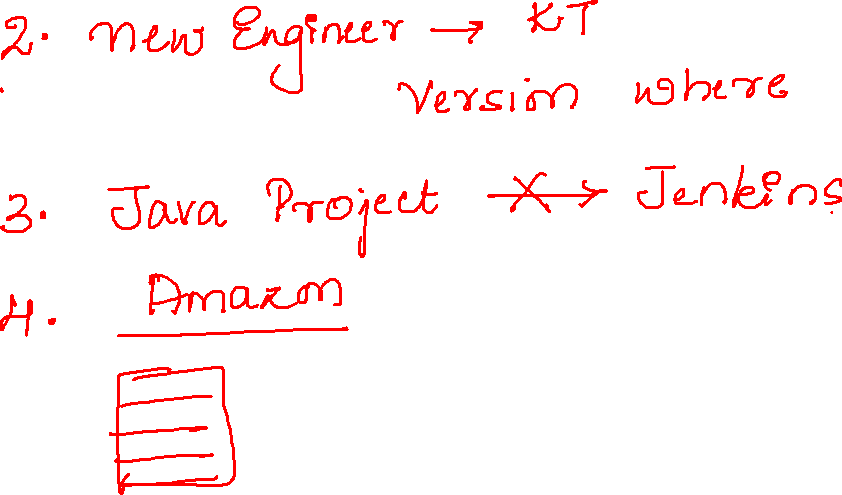 2. new Engineer → KT
Version where
3. Java Project → Jenkins
4. Amazon